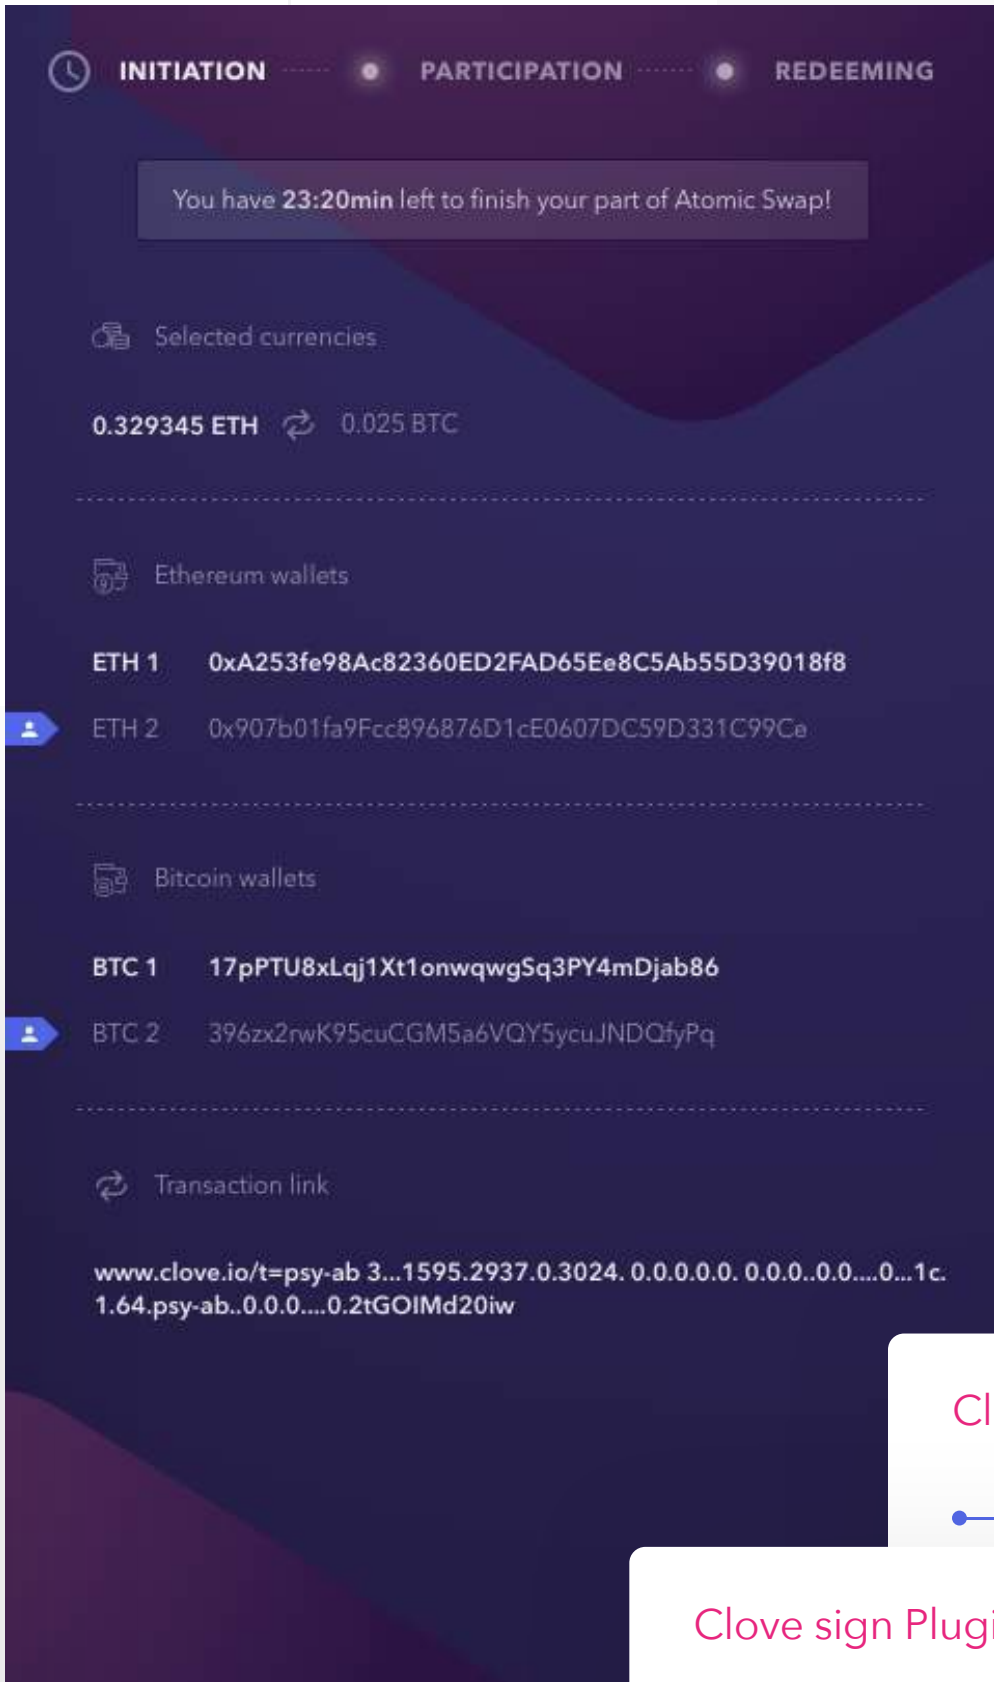 INITIATION PARTICIPATION REDEEMING
You have 23:20min left to finish your part of Atomic Swap!
Selected currencies
0.329345 ETH 0.025 BTC
Ethereum wallets
ETH 1 0xA253fe98Ac82360ED2FAD65Ee8C5Ab55D39018f8
ETH 2 0x907b01fa9Fcc896876D1cE0607DC59D331C99Ce
Bitcoin wallets
BTC 1 17pPTU8xLqj1Xt1onwqwgSq3PY4mDjab86
BTC 2 396zx2rwK95cuCGM5a6VQY5ycuJNDQfyPq
Transaction link
www.clove.io/t=psy-ab 3...1595.2937.0.3024. 0.0.0.0.0. 0.0.0..0.0....0...1c.
1.64.psy-ab..0.0.0....0.2tGOIMd20iw
Cl
Clove sign Plugi